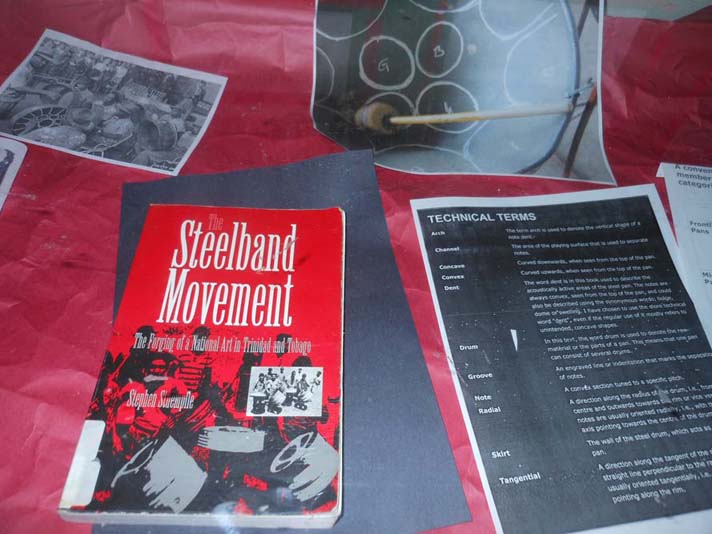 G
B
The
Steelband
Movement
The Forging of a National Art in Trinidad and Tobago
Stephen Stuempfle
TECHNICAL TERMS
Arch The term arch is used to denote the vertical shape of a
note dent.
Channel The area of the playing surface that is used to separate
notes.
Concave Curved downwards, when seen from the top of the pan.
Convex Curved upwards, when seen from the top of the pan.
Dent The word dent is in this book used to describe the
acoustically active areas of the steel pan. The notes are
always convex, seen from the top of the pan, and could
also be described using the synonymous words; bulge,
dome or swelling. I have chosen to use the more technical
word "dent", even if the regular use of it mostly refers to
unintended, concave shapes.
Drum In this text, the word drum is used to denote the raw
material or the parts of a pan. This means that one pan
can consist of several drums.
Groove An engraved line or indentation that marks the separation
of notes.
Note A convex section tuned to a specific pitch.
Radial A direction along the radius of the drum, i.e., from
centre and outwards towards the rim or vice
notes are usually oriented radially, i.e., with
axis pointing towards the centre of the drum
Skirt The wall of the steel drum, which acts as
pan.
Tangential A direction along the tangent of the
straight line perpendicular to the
usually oriented tangentially, i.e.,
pointing along the rim.
A conven
member
categori
Fronti
Pans